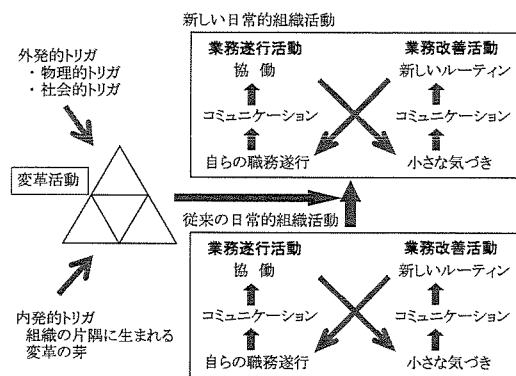 新しい日常的組織活動
外発的トリガ
・物理的トリガ
・社会的トリガ
業務遂行活動
協 働
コミュニケーション
自らの職務遂行
業務改善活動
新しいルーティン
コミュニケーション
小さな気づき
変革活動
従来の日常的組織活動
業務遂行活動
協 働
コミュニケーション
自らの職務遂行
業務改善活動
新しいルーティン
コミュニケーション
小さな気づき
内発的トリガ
組織の片隅に生まれる
変革の芽